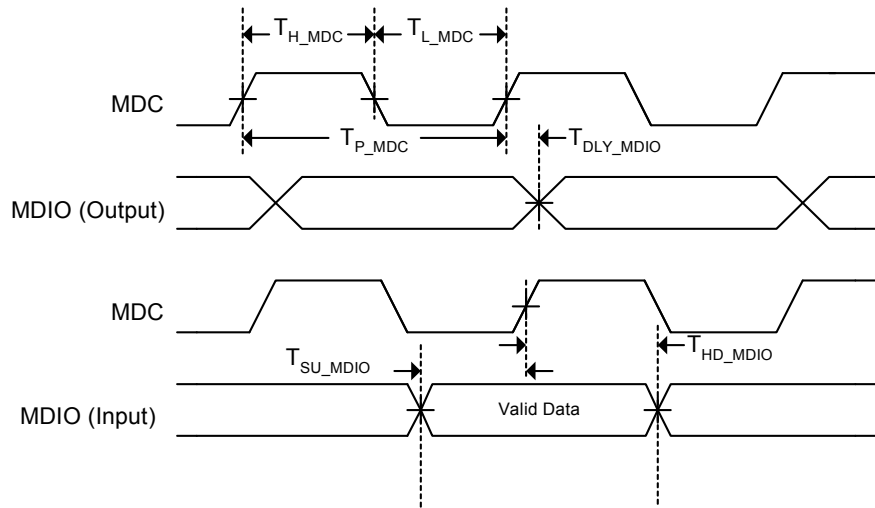 T_H_MDC T_L_MDC
MDC
T_P_MDC T_DLY_MDIO
MDIO (Output)
MDC
T_SU_MDIO T_HD_MDIO
MDIO (Input) Valid Data